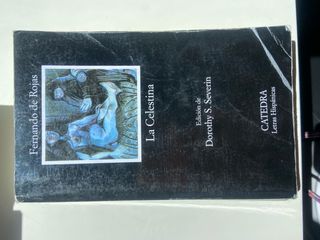 Fernando de Rojas
La Celestina
Edición de
Dorothy S. Severin
CATEDRA
Letras Hispánicas